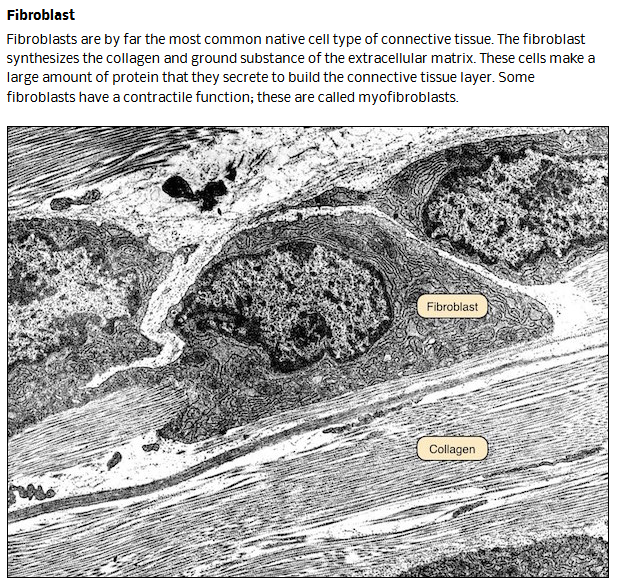 Fibroblast
Fibroblasts are by far the most common native cell type of connective tissue. The fibroblast
synthesizes the collagen and ground substance of the extracellular matrix. These cells make a
large amount of protein that they secrete to build the connective tissue layer. Some
fibroblasts have a contractile function; these are called myofibroblasts.
Fibroblast
Collagen